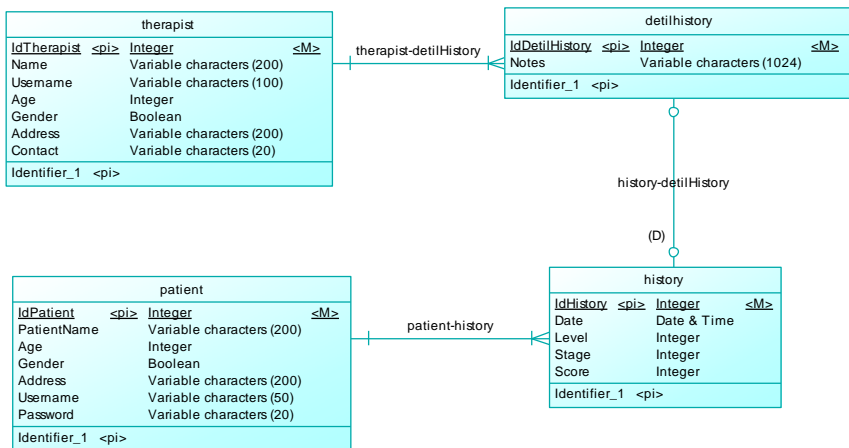 therapist
IdTherapist <pi> Integer <M>
Name Variable characters (200)
Username Variable characters (100)
Age Integer
Gender Boolean
Address Variable characters (200)
Contact Variable characters (20)
Identifier_1 <pi>
therapist-detilHistory
detilhistory
IdDetilHistory <pi> Integer <M>
Notes Variable characters (1024)
Identifier_1 <pi>
history-detilHistory
(D)
patient
IdPatient <pi> Integer <M>
PatientName Variable characters (200)
Age Integer
Gender Boolean
Address Variable characters (200)
Username Variable characters (50)
Password Variable characters (20)
Identifier_1 <pi>
patient-history
history
IdHistory <pi> Integer <M>
Date Date & Time
Level Integer
Stage Integer
Score Integer
Identifier_1 <pi>